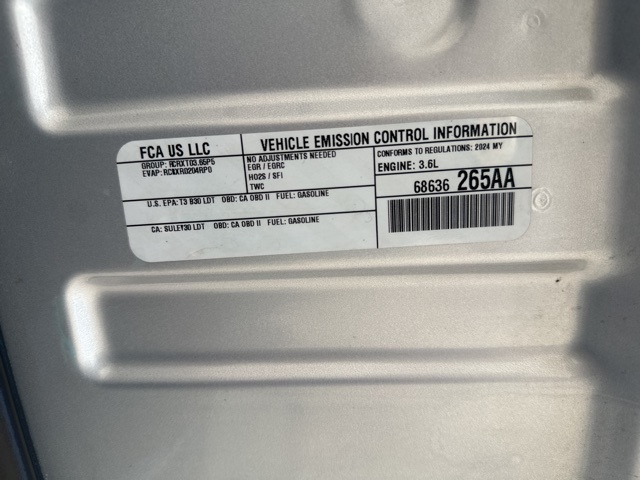 FCA US LLC
GROUP: RCRXT03.65P5
EVAP: RCRXR0204RP0
VEHICLE EMISSION CONTROL INFORMATION
NO ADJUSTMENTS NEEDED
EGR / EGRC
HO2S / SFI
TWC
CONFORMS TO REGULATIONS: 2024 MY
ENGINE: 3.6L
68636 265AA
U.S. EPA: T3 B30 LDT OBD: CA OBD II FUEL: GASOLINE
CA: SULEV30 LDT OBD: CA OBD II FUEL: GASOLINE